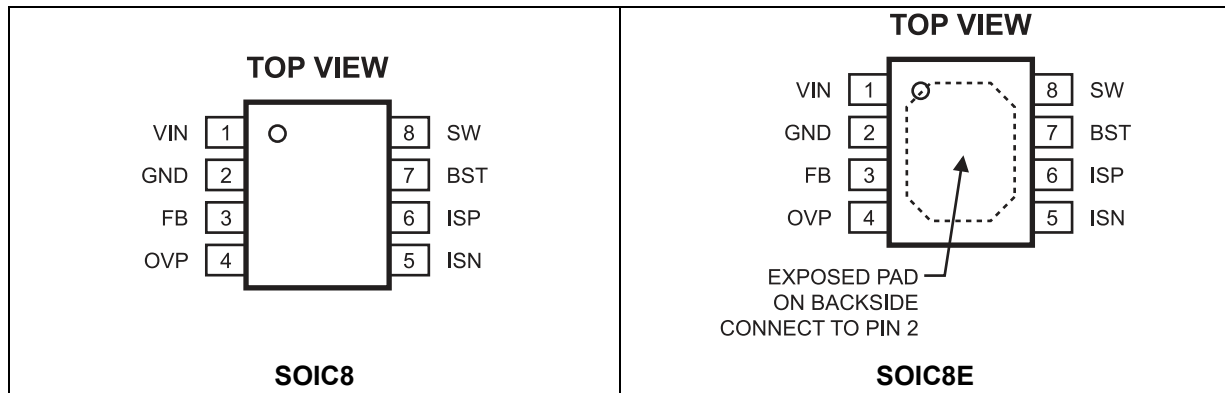 TOP VIEW
VIN 1 8 SW
GND 2 7 BST
FB 3 6 ISP
OVP 4 5 ISN
SOIC8
TOP VIEW
VIN 1 8 SW
GND 2 7 BST
FB 3 6 ISP
OVP 4 5 ISN
EXPOSED PAD
ON BACKSIDE
CONNECT TO PIN 2
SOIC8E